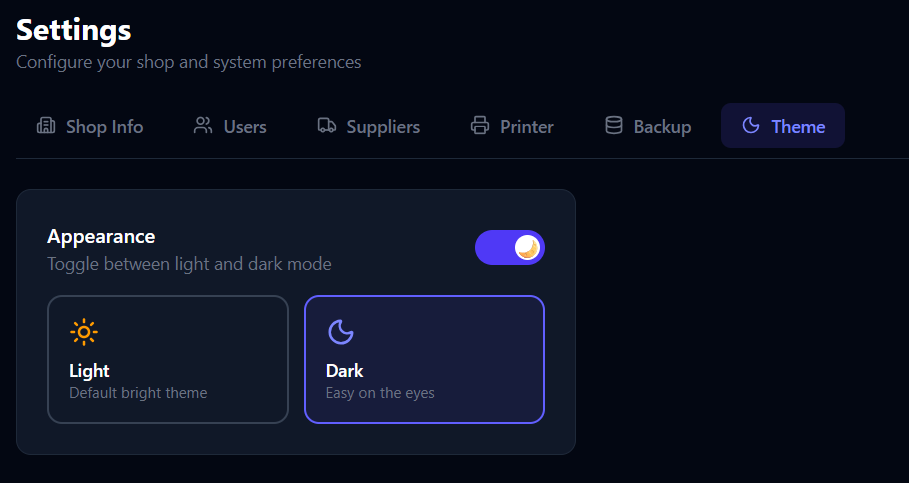 Settings
Configure your shop and system preferences
Shop Info Users Suppliers Printer Backup Theme
Appearance
Toggle between light and dark mode
Light Dark
Default bright theme Easy on the eyes